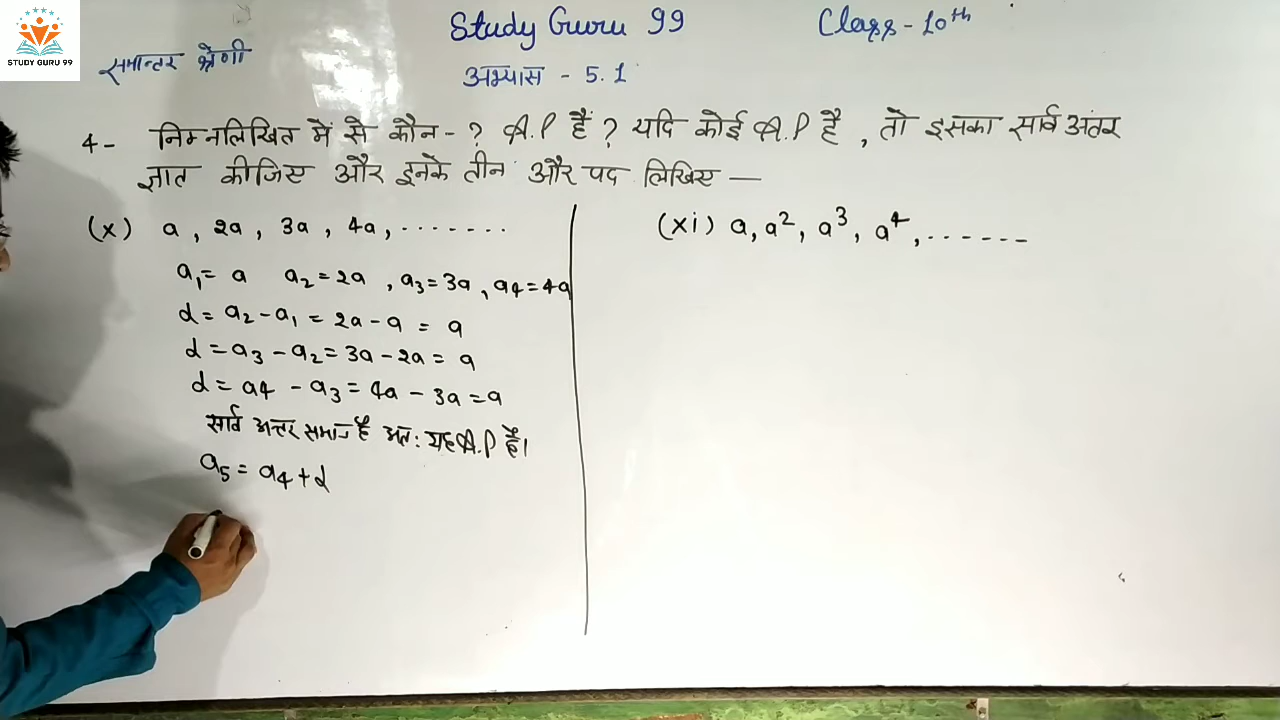 STUDY GURU 99
Study Guru 99
Class - 10th
समान्तर श्रेणी
अभ्यास - 5.1
4- निम्नलिखित में से कौन - ? A.P हैं ? यदि कोई A.P है , तो इसका सार्व अंतर
ज्ञात कीजिए और इनके तीन और पद लिखिए —
(x) a , 2a , 3a , 4a , .......
a₁ = a a₂ = 2a , a₃ = 3a , a₄ = 4a
d = a₂ - a₁ = 2a - a = a
d = a₃ - a₂ = 3a - 2a = a
d = a4 - a₃ = 4a - 3a = a
सार्व अन्तर समान है अत: यह A.P है।
a₅ = a₄ + d
(xi) a, a², a³, a⁴, ......